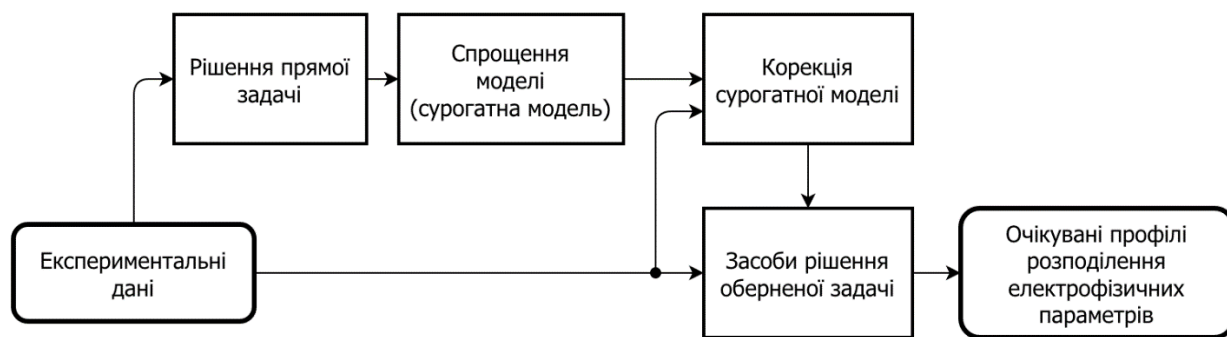 Рішення прямої
задачі
Спрощення
моделі
(сурогатна модель)
Корекція
сурогатної моделі
Експериментальні
дані
Засоби рішення
оберненої задачі
Очікувані профілі
розподілення
електрофізичних
параметрів